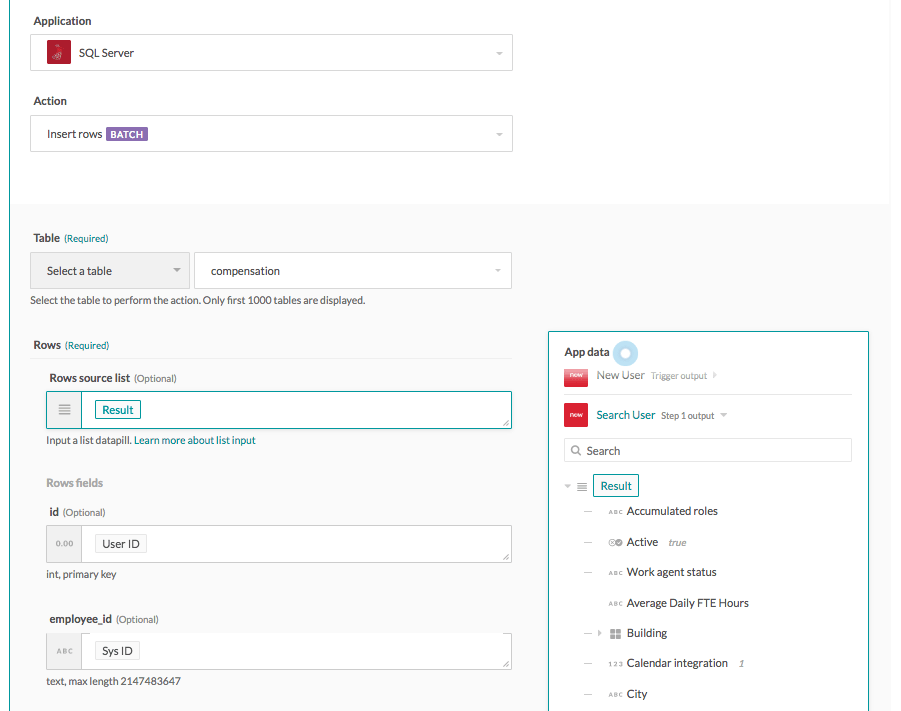 Application
SQL Server
Action
Insert rows BATCH
Table (Required)
Select a table
compensation
Select the table to perform the action. Only first 1000 tables are displayed.
Rows (Required)
Rows source list (Optional)
Result
Input a list datapill. Learn more about list input
Rows fields
id (Optional)
0.00 User ID
int, primary key
employee_id (Optional)
ABC Sys ID
text, max length 2147483647
App data
now New User Trigger output
now Search User Step 1 output
Search
Result
ABC Accumulated roles
Active true
ABC Work agent status
ABC Average Daily FTE Hours
Building
123 Calendar integration 1
ABC City